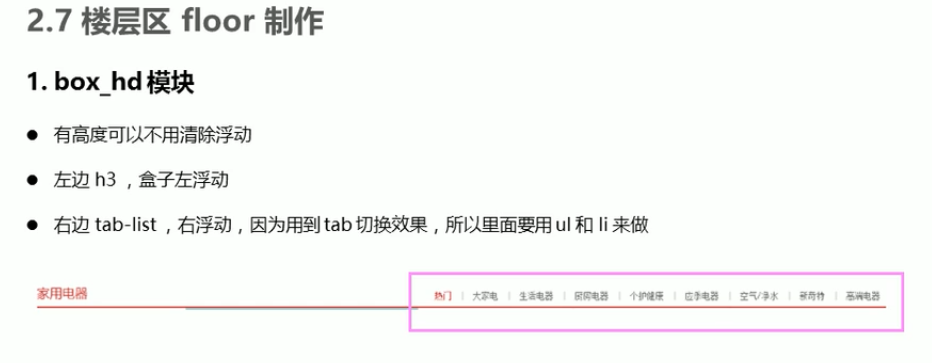 2.7 楼层区 floor 制作
1. box_hd 模块
● 有高度可以不用清除浮动
● 左边 h3 ，盒子左浮动
● 右边 tab-list ，右浮动，因为用到 tab 切换效果，所以里面要用 ul 和 li 来做
家用电器 热门 | 大家电 | 生活电器 | 厨房电器 | 个护健康 | 应季电器 | 空气/净水 | 新奇特 | 高端电器